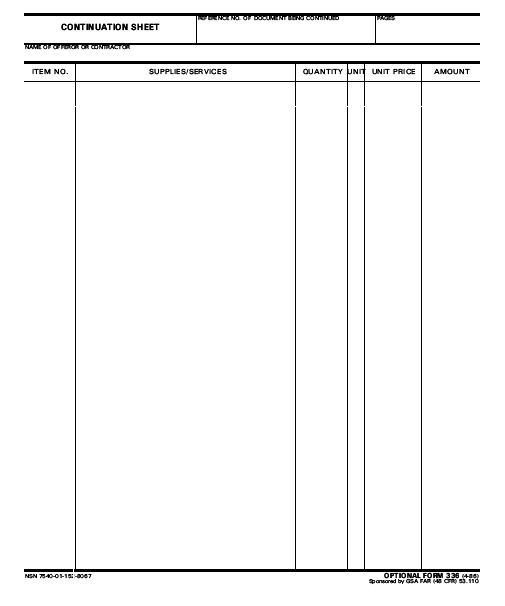 CONTINUATION SHEET
REFERENCE NO. OF DOCUMENT BEING CONTINUED
PAGES
NAME OF OFFEROR OR CONTRACTOR
ITEM NO. SUPPLIES/SERVICES QUANTITY UNIT UNIT PRICE AMOUNT
NSN 7540-01-152-8067
OPTIONAL FORM 336 (4-86)
Sponsored by GSA FAR (48 CFR) 53.110